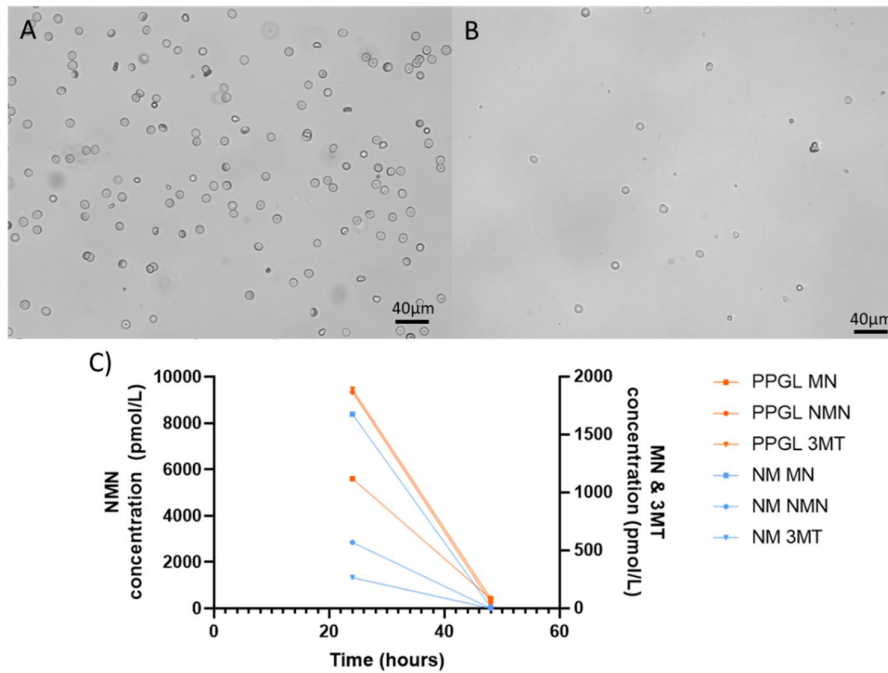 A
B
40μm
40μm
C)
NMN
concentration (pmol/L)
10000
8000
6000
4000
2000
0
2000
1500
1000
500
0
MN & 3MT
concentration (pmol/L)
0
20
40
60
Time (hours)
PPGL MN
PPGL NMN
PPGL 3MT
NM MN
NM NMN
NM 3MT